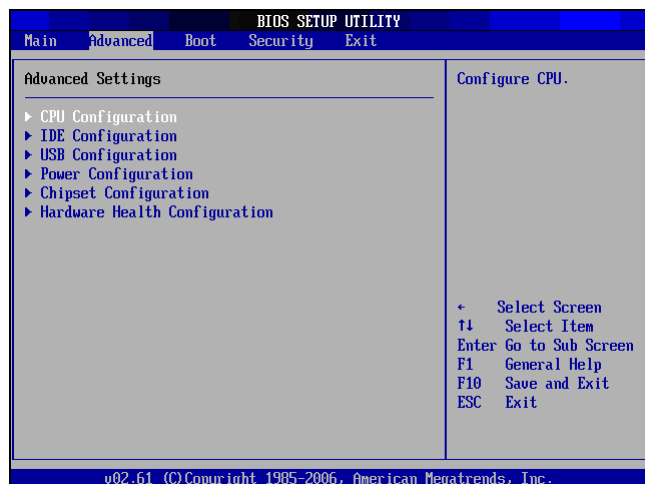 BIOS SETUP UTILITY
Main Advanced Boot Security Exit
Advanced Settings
▶ CPU Configuration
▶ IDE Configuration
▶ USB Configuration
▶ Power Configuration
▶ Chipset Configuration
▶ Hardware Health Configuration
Configure CPU.
← Select Screen
↑↓ Select Item
Enter Go to Sub Screen
F1 General Help
F10 Save and Exit
ESC Exit
v02.61 (C)Copyright 1985-2006, American Megatrends, Inc.